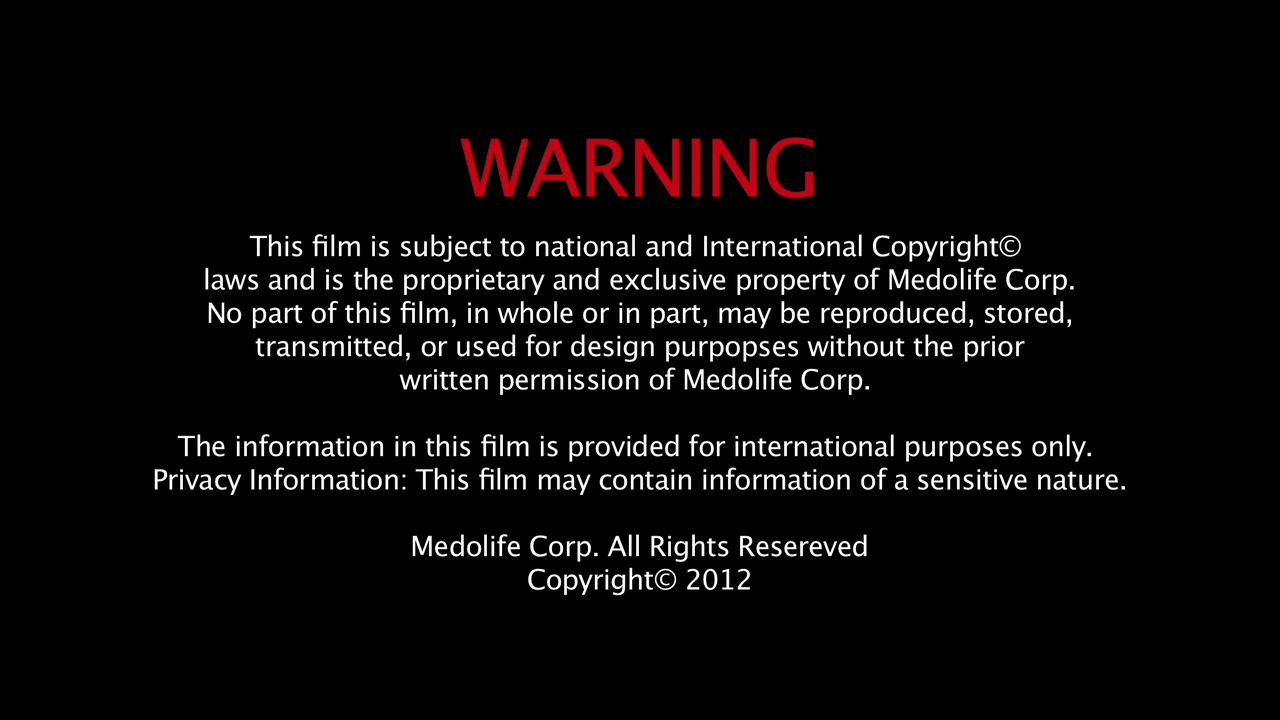 WARNING
This film is subject to national and International Copyright©
laws and is the proprietary and exclusive property of Medolife Corp.
No part of this film, in whole or in part, may be reproduced, stored,
transmitted, or used for design purpopses without the prior
written permission of Medolife Corp.
The information in this film is provided for international purposes only.
Privacy Information: This film may contain information of a sensitive nature.
Medolife Corp. All Rights Resereved
Copyright© 2012